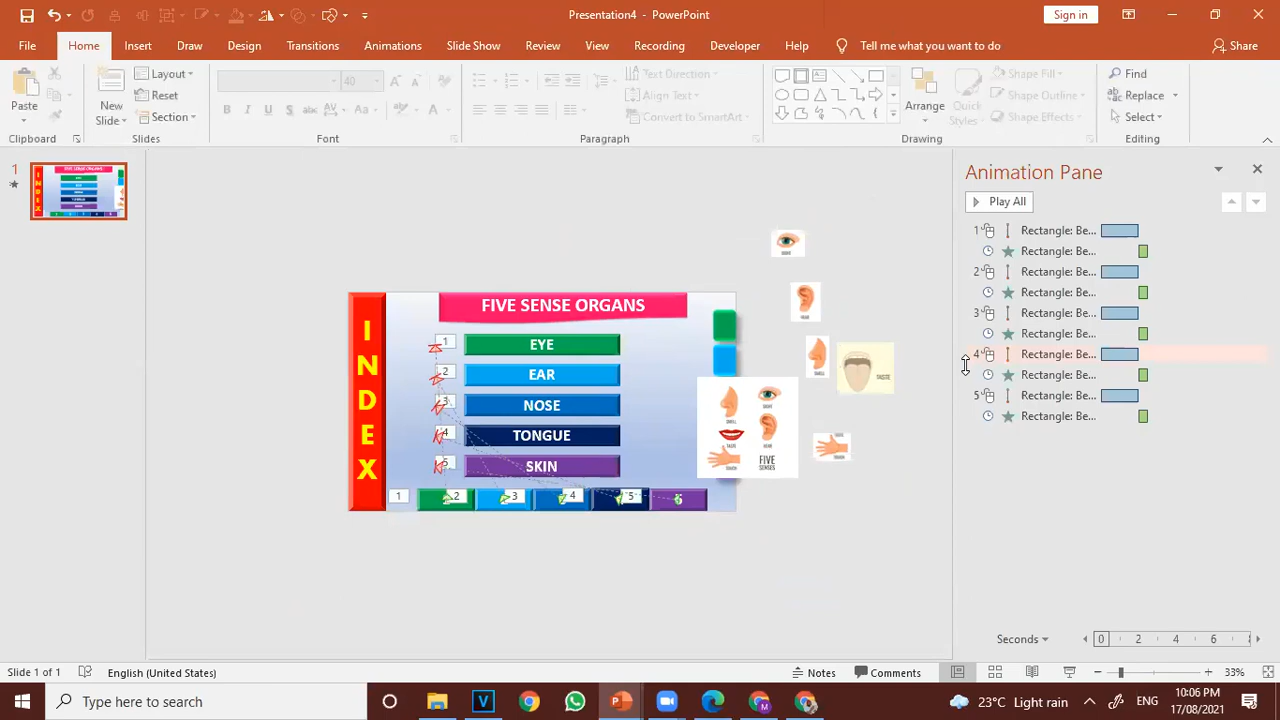 Presentation4 - PowerPoint
Sign in
File Home Insert Draw Design Transitions Animations Slide Show Review View Recording Developer Help Tell me what you want to do Share
Paste
New Slide
Layout
Reset
Section
40
Text Direction
Align Text
Convert to SmartArt
Arrange
Quick Styles
Shape Fill
Shape Outline
Shape Effects
Find
Replace
Select
Clipboard Slides Font Paragraph Drawing Editing
1
INDEX
FIVE SENSE ORGANS
1 EYE
2 EAR
3 NOSE
4 TONGUE
5 SKIN
1 2 3 4 5
SMELL
SIGHT
HEAR
FIVE
SENSES
TOUCH
TASTE
Animation Pane
Play All
1 Rectangle: Be...
Rectangle: Be...
2 Rectangle: Be...
Rectangle: Be...
3 Rectangle: Be...
Rectangle: Be...
4 Rectangle: Be...
Rectangle: Be...
5 Rectangle: Be...
Rectangle: Be...
Seconds 0 2 4 6
Slide 1 of 1 English (United States) Notes Comments 33%
Type here to search
23°C Light rain
ENG
10:06 PM
17/08/2021